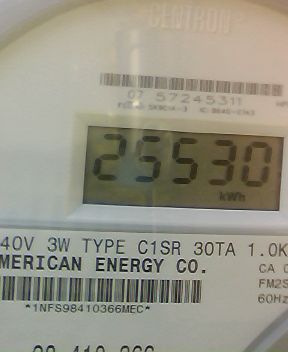 CENTRON
07 57245311
25530
kWh
40V 3W TYPE C1SR 30TA 1.0K
MERICAN ENERGY CO.
CA
FM2S
60Hz
*1NFS98410366MEC*